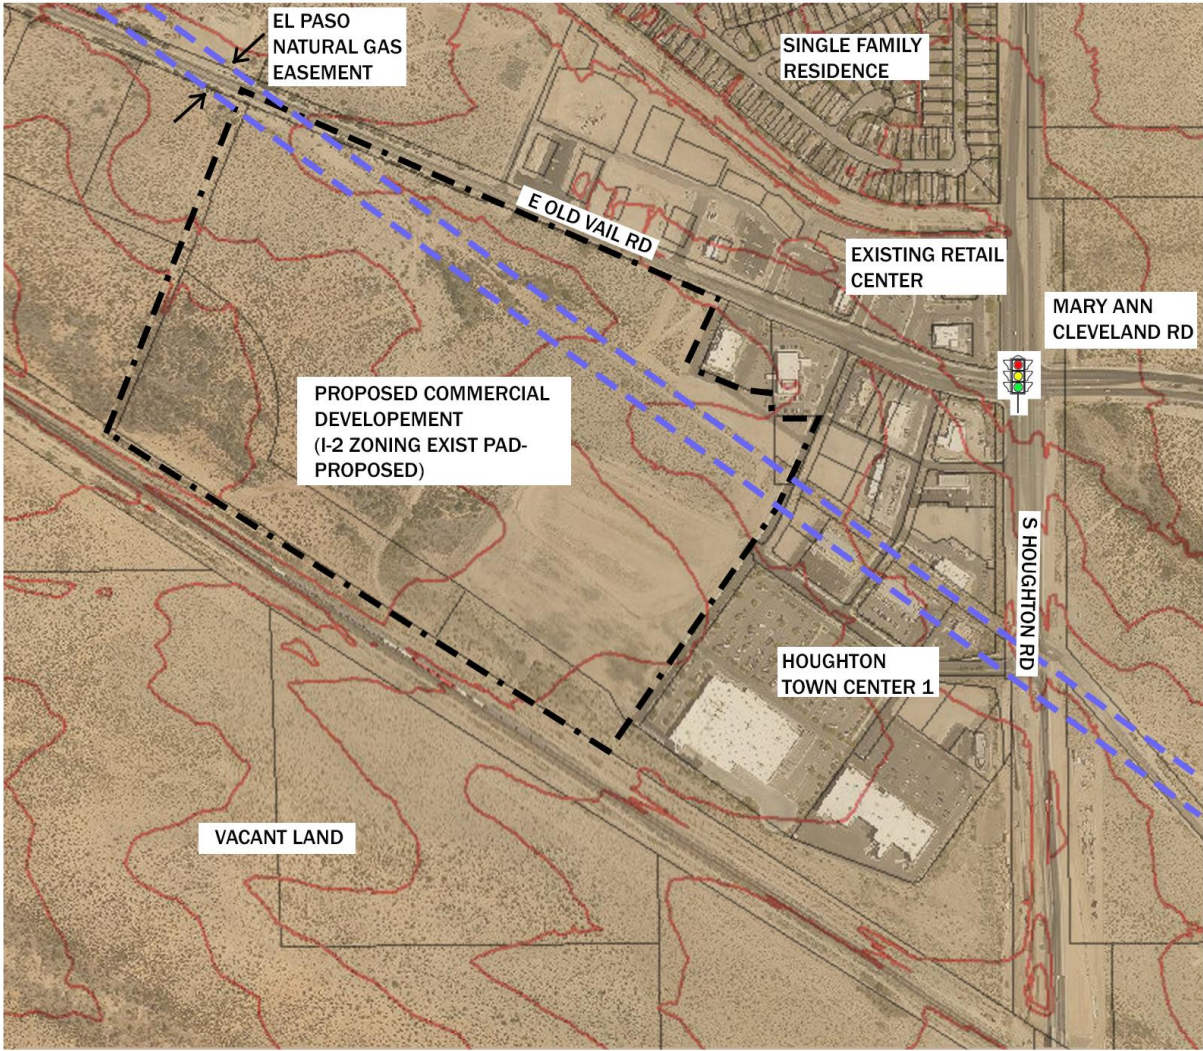 EL PASO
NATURAL GAS
EASEMENT
SINGLE FAMILY
RESIDENCE
E OLD VAIL RD
EXISTING RETAIL
CENTER
MARY ANN
CLEVELAND RD
PROPOSED COMMERCIAL
DEVELOPEMENT
(I-2 ZONING EXIST PAD-
PROPOSED)
S HOUGHTON RD
HOUGHTON
TOWN CENTER 1
VACANT LAND